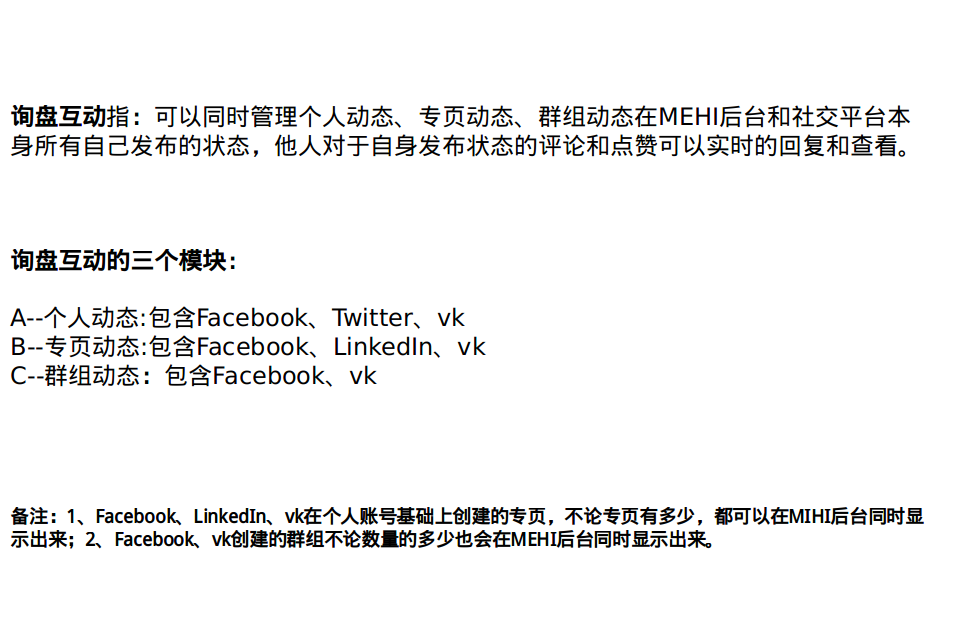 询盘互动指：可以同时管理个人动态、专页动态、群组动态在MEHI后台和社交平台本
身所有自己发布的状态，他人对于自身发布状态的评论和点赞可以实时的回复和查看。
询盘互动的三个模块：
A--个人动态:包含Facebook、Twitter、vk
B--专页动态:包含Facebook、LinkedIn、vk
C--群组动态：包含Facebook、vk
备注：1、Facebook、LinkedIn、vk在个人账号基础上创建的专页，不论专页有多少，都可以在MIHI后台同时显
示出来；2、Facebook、vk创建的群组不论数量的多少也会在MEHI后台同时显示出来。